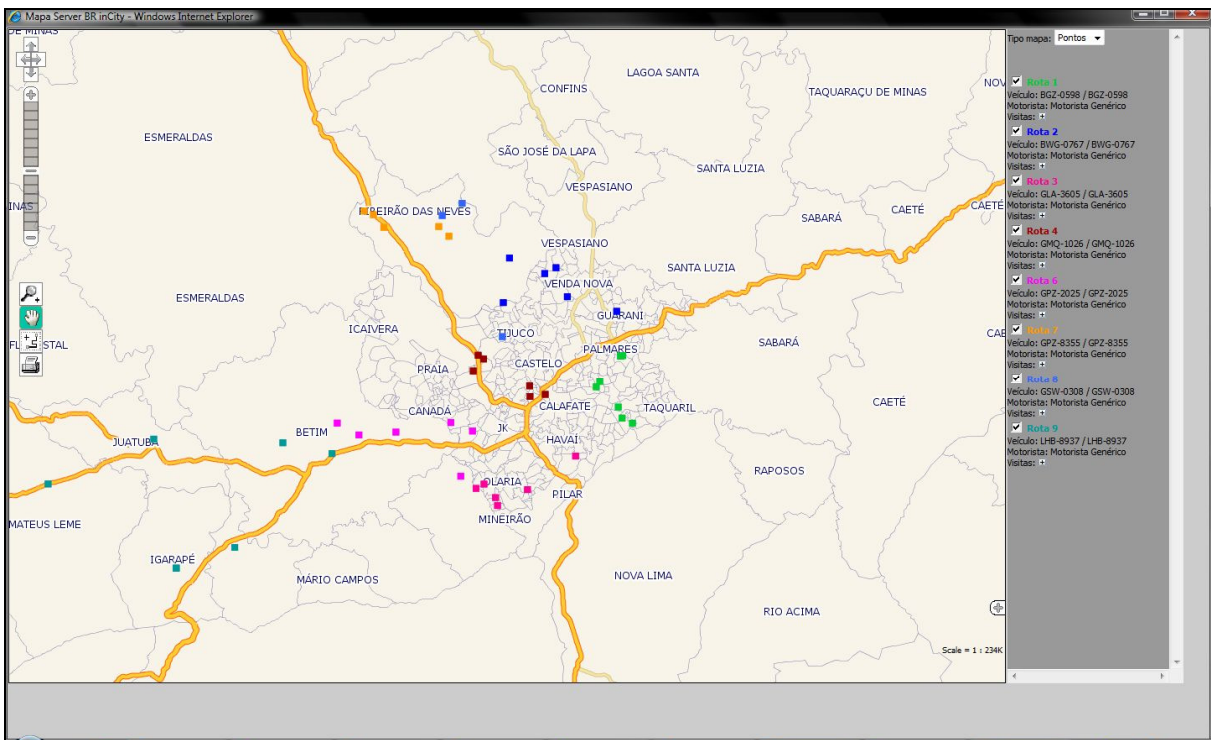 Mapa Server BR inCity - Windows Internet Explorer
DE MINAS
LAGOA SANTA
CONFINS
TAQUARAÇU DE MINAS
NOV
ESMERALDAS
SÃO JOSÉ DA LAPA
SANTA LUZIA
VESPASIANO
INAS
RIBEIRÃO DAS NEVES
SABARÁ
CAETÉ
CAETÉ
VESPASIANO
SANTA LUZIA
VENDA NOVA
ESMERALDAS
GUARANI
ICAIVERA
TIJUCO
CAE
FL
STAL
SABARÁ
PALMARES
PRAIA
CASTELO
CAETÉ
CANADÁ
CALAFATE
TAQUARIL
JK
BETIM
JUATUBA
HAVAÍ
RAPOSOS
OLARIA
PILAR
MATEUS LEME
MINEIRÃO
IGARAPÉ
MÁRIO CAMPOS
NOVA LIMA
RIO ACIMA
Scale = 1 : 234K
Tipo mapa: Pontos
Rota 1
Veículo: BGZ-0598 / BGZ-0598
Motorista: Motorista Genérico
Visitas:
Rota 2
Veículo: BWG-0767 / BWG-0767
Motorista: Motorista Genérico
Visitas:
Rota 3
Veículo: GLA-3605 / GLA-3605
Motorista: Motorista Genérico
Visitas:
Rota 4
Veículo: GMQ-1026 / GMQ-1026
Motorista: Motorista Genérico
Visitas:
Rota 6
Veículo: GPZ-2025 / GPZ-2025
Motorista: Motorista Genérico
Visitas:
Rota 7
Veículo: GPZ-8355 / GPZ-8355
Motorista: Motorista Genérico
Visitas:
Rota 8
Veículo: GSW-0308 / GSW-0308
Motorista: Motorista Genérico
Visitas:
Rota 9
Veículo: LHB-8937 / LHB-8937
Motorista: Motorista Genérico
Visitas: